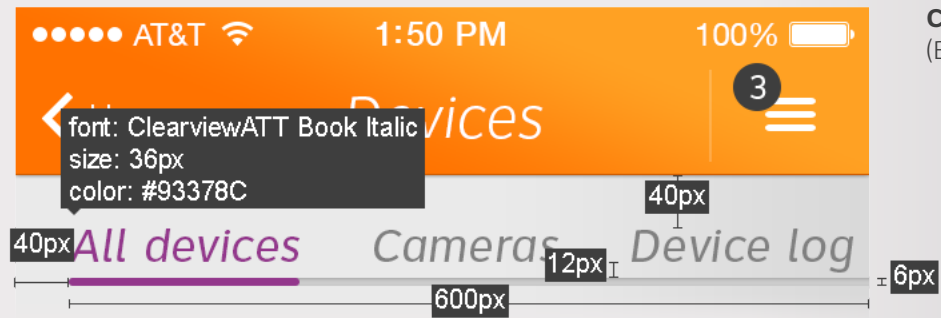 ●●●●● AT&T 1:50 PM 100%
3
Devices
font: ClearviewATT Book Italic
size: 36px
color: #93378C
40px
40px
All devices Cameras Device log
12px
6px
600px